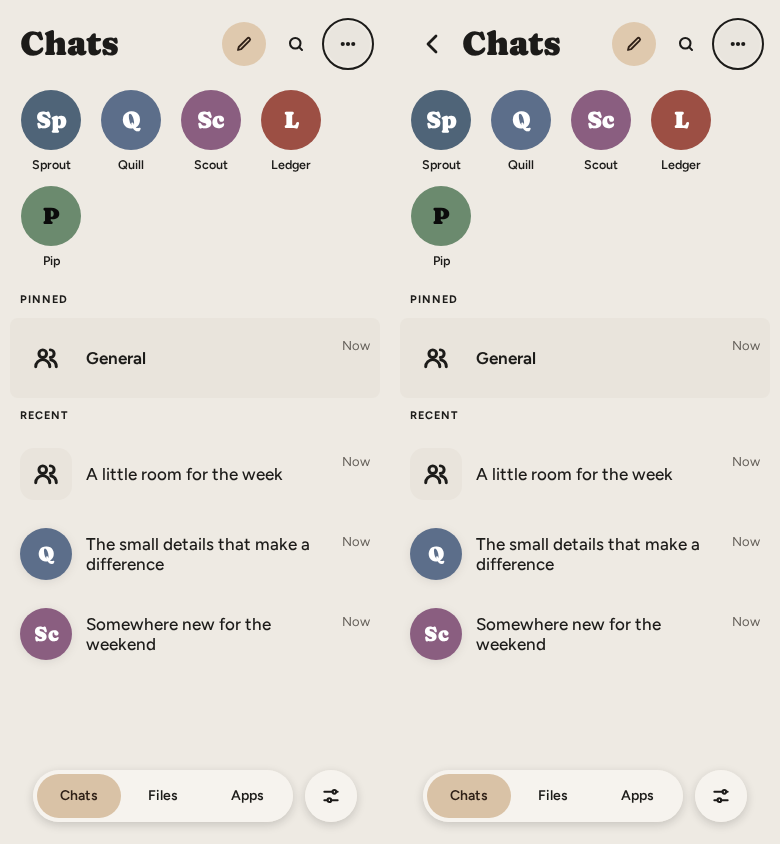 Chats
Sp Q Sc L
Sprout Quill Scout Ledger
P
Pip
PINNED
General Now
RECENT
A little room for the week Now
Q The small details that make a difference Now
Sc Somewhere new for the weekend Now
Chats Files Apps
Chats
Sp Q Sc L
Sprout Quill Scout Ledger
P
Pip
PINNED
General Now
RECENT
A little room for the week Now
Q The small details that make a difference Now
Sc Somewhere new for the weekend Now
Chats Files Apps